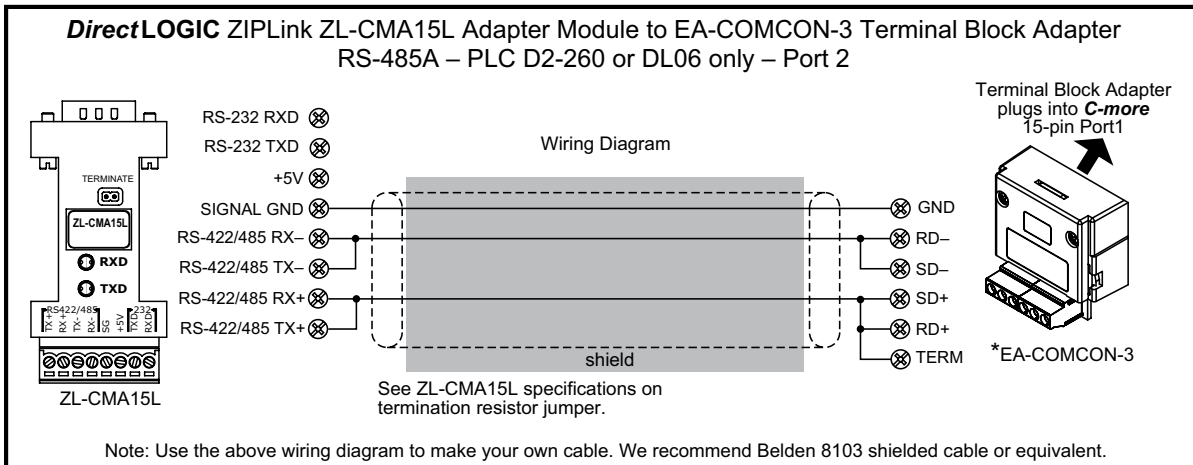 DirectLOGIC ZIPLink ZL-CMA15L Adapter Module to EA-COMCON-3 Terminal Block Adapter
RS-485A – PLC D2-260 or DL06 only – Port 2
TERMINATE
ZL-CMA15L
RXD
TXD
RS422/485 232
TX+ RX+ TX- RX- SG +5V TXD RXD
ZL-CMA15L
RS-232 RXD
RS-232 TXD
+5V
SIGNAL GND
RS-422/485 RX–
RS-422/485 TX–
RS-422/485 RX+
RS-422/485 TX+
Wiring Diagram
shield
See ZL-CMA15L specifications on
termination resistor jumper.
GND
RD–
SD–
SD+
RD+
TERM
Terminal Block Adapter
plugs into C-more
15-pin Port1
*EA-COMCON-3
Note: Use the above wiring diagram to make your own cable. We recommend Belden 8103 shielded cable or equivalent.